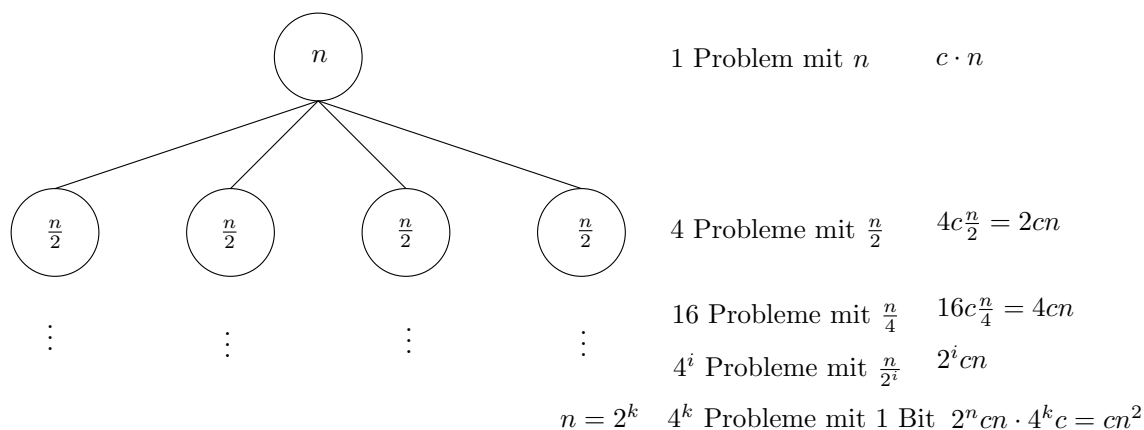 n 1 Problem mit n c · n
n/2 n/2 n/2 n/2 4 Probleme mit n/2 4c n/2 = 2cn
⋮ ⋮ ⋮ ⋮ 16 Probleme mit n/4 16c n/4 = 4cn
4^i Probleme mit n/2^i 2^i cn
n = 2^k 4^k Probleme mit 1 Bit 2^n cn · 4^k c = cn^2